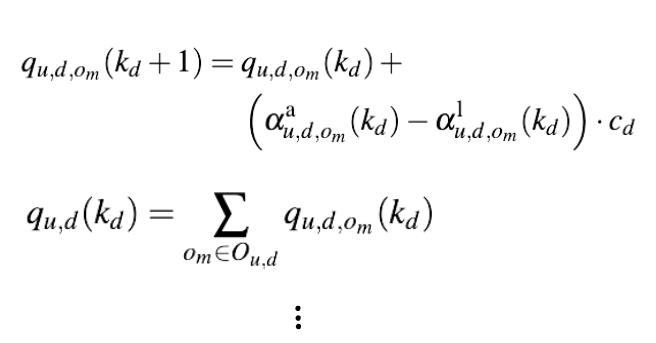 q_{u,d,o_m}(k_d + 1) = q_{u,d,o_m}(k_d) +
(α^a_{u,d,o_m}(k_d) − α^l_{u,d,o_m}(k_d)) · c_d
q_{u,d}(k_d) = ∑_{o_m∈O_{u,d}} q_{u,d,o_m}(k_d)
⋮